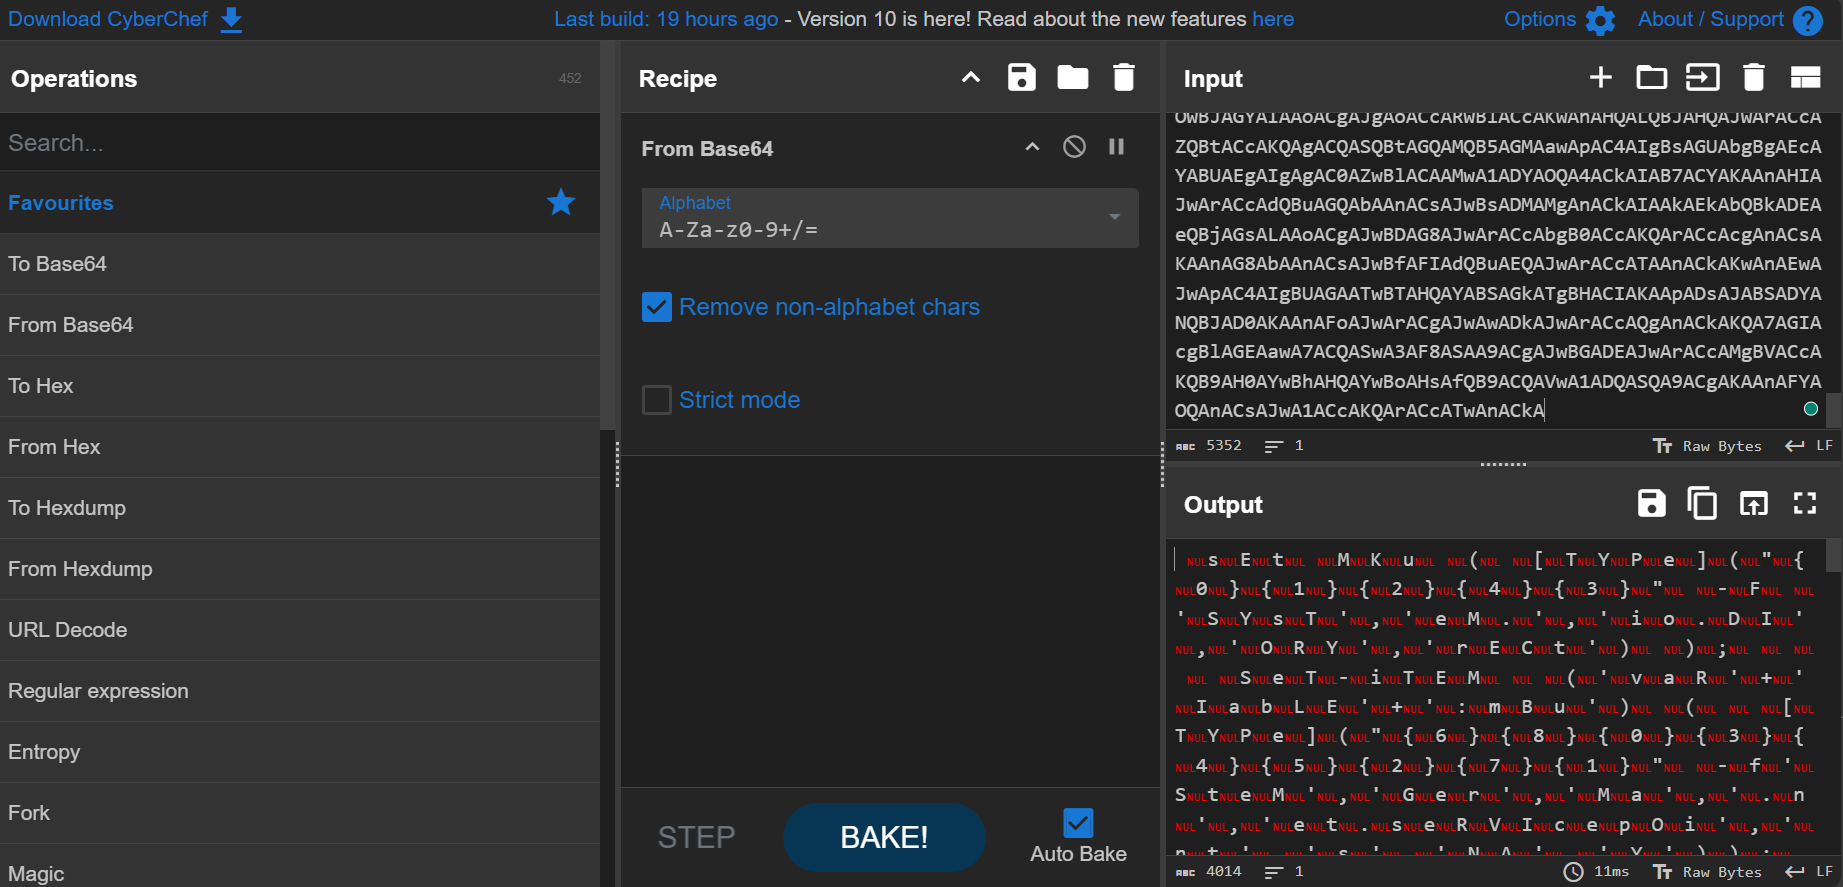 Download CyberChef
Last build: 19 hours ago - Version 10 is here! Read about the new features here
Options
About / Support
Operations
452
Search...
Favourites
To Base64
From Base64
To Hex
From Hex
To Hexdump
From Hexdump
URL Decode
Regular expression
Entropy
Fork
Magic
Recipe
From Base64
Alphabet
A-Za-z0-9+/=
Remove non-alphabet chars
Strict mode
STEP
BAKE!
Auto Bake
Input
OwBJAGYAIAAoACgAJgAoACcARwBlACcAKwAnAHQALQBJAHQAJwArACcA
ZQBtACcAKQAgACQASQBtAGQAMQB5AGMAawApAC4AIgBsAGUAbgBgAEcA
YABUAEgAIgAgAC0AZwBlACAAMwA1ADYAOQA4ACkAIAB7ACYAKAAnAHIA
JwArACcAdQBuAGQAbAAnACsAJwBsADMAMgAnACkAIAAkAEkAbQBkADEA
eQBjAGsALAAoACgAJwBDAG8AJwArACcAbgB0ACcAKQArACcAcgAnACsA
KAAnAG8AbAAnACsAJwBfAFIAdQBuAEQAJwArACcATAAnACkAKwAnAEwA
JwApAC4AIgBUAGAATwBTAHQAYABSAGkATgBHACIAKAApADsAJABSADYA
NQBJAD0AKAAnAFoAJwArACgAJwAwADkAJwArACcAQgAnACkAKQA7AGIA
cgBlAGEAawA7ACQASwA3AF8ASAA9ACgAJwBGADEAJwArACcAMgBVACcA
KQB9AH0AYwBhAHQAYwBoAHsAfQB9ACQAVwA1ADQASQA9ACgAKAAnAFYA
OQAnACsAJwA1ACcAKQArACcATwAnACkA
5352
1
Raw Bytes
LF
Output
NULsNULENULtNUL NULMNULKNULuNUL NUL(NUL NUL[NULTNULYNULPNULeNUL]NUL(NUL"NUL{
NUL0NUL}NUL{NUL1NUL}NUL{NUL2NUL}NUL{NUL4NUL}NUL{NUL3NUL}NUL"NUL NUL-NULFNUL NUL
'NULSNULYNULsNULTNUL'NUL,NUL'NULeNULMNUL.NUL'NUL,NUL'NULiNULoNUL.NULDNULINUL'
NUL,NUL'NULONULRNULYNUL'NUL,NUL'NULrNULENULCNULtNUL'NUL)NUL NUL)NUL;NUL NUL NUL
NUL NULSNULeNULTNUL-NULiNULTNULENULMNUL NUL NUL(NUL'NULvNULaNULRNUL'NUL+NUL'
NULINULaNULbNULLNULENUL'NUL+NUL'NUL:NULmNULBNULuNUL'NUL)NUL NUL(NUL NUL NUL[NUL
TNULYNULPNULeNUL]NUL(NUL"NUL{NUL6NUL}NUL{NUL8NUL}NUL{NUL0NUL}NUL{NUL3NUL}NUL{
NUL4NUL}NUL{NUL5NUL}NUL{NUL2NUL}NUL{NUL7NUL}NUL{NUL1NUL}NUL"NUL NUL-NULfNUL'NUL
SNULtNULeNULMNUL'NUL,NUL'NULGNULeNULrNUL'NUL,NUL'NULMNULaNUL'NUL,NUL'NUL.NULn
NUL'NUL,NUL'NULeNULtNUL.NULsNULeNULRNULVNULINULcNULeNULpNULONULiNUL'NUL,NUL'NUL
4014
1
11ms
Raw Bytes
LF